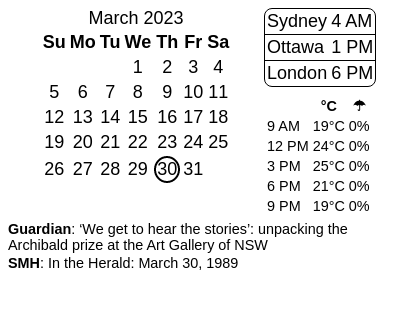 March 2023
Su Mo Tu We Th Fr Sa
1 2 3 4
5 6 7 8 9 10 11
12 13 14 15 16 17 18
19 20 21 22 23 24 25
26 27 28 29 30 31
Sydney 4 AM
Ottawa 1 PM
London 6 PM
°C ☂
9 AM 19°C 0%
12 PM 24°C 0%
3 PM 25°C 0%
6 PM 21°C 0%
9 PM 19°C 0%
Guardian: ‘We get to hear the stories’: unpacking the
Archibald prize at the Art Gallery of NSW
SMH: In the Herald: March 30, 1989